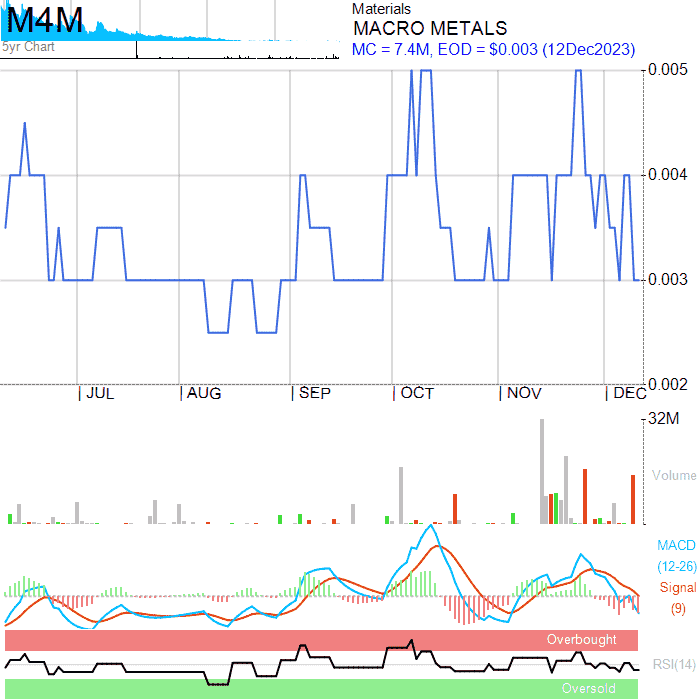 M4M
5yr Chart
Materials
MACRO METALS
MC = 7.4M, EOD = $0.003 (12Dec2023)
0.005
0.004
0.003
0.002
JUL
AUG
SEP
OCT
NOV
DEC
32M
Volume
MACD
(12-26)
Signal
(9)
Overbought
RSI(14)
Oversold